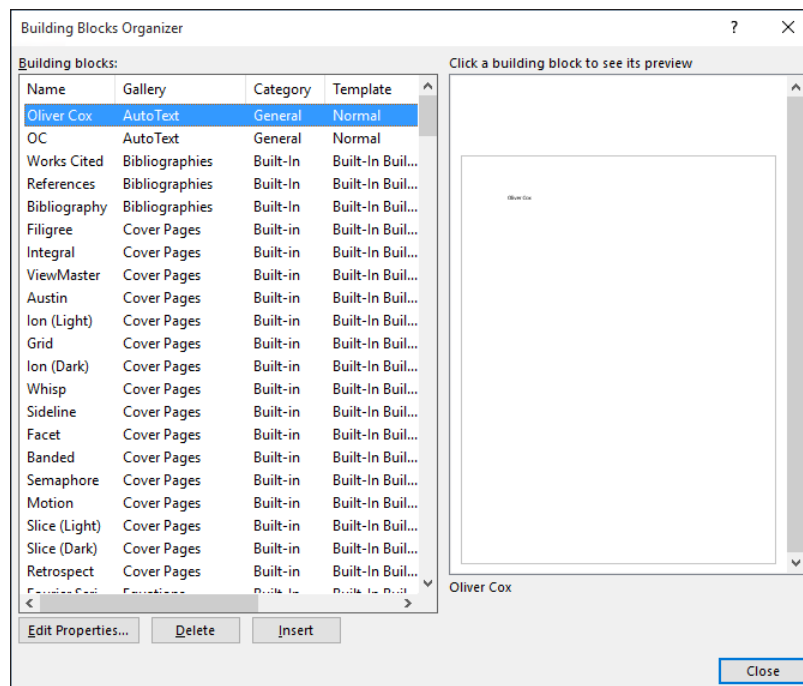 Building Blocks Organizer ?
Building blocks:
Name Gallery Category Template
Oliver Cox AutoText General Normal
OC AutoText General Normal
Works Cited Bibliographies Built-In Built-In Buil...
References Bibliographies Built-In Built-In Buil...
Bibliography Bibliographies Built-In Built-In Buil...
Filigree Cover Pages Built-in Built-In Buil...
Integral Cover Pages Built-in Built-In Buil...
ViewMaster Cover Pages Built-in Built-In Buil...
Austin Cover Pages Built-in Built-In Buil...
Ion (Light) Cover Pages Built-in Built-In Buil...
Grid Cover Pages Built-in Built-In Buil...
Ion (Dark) Cover Pages Built-in Built-In Buil...
Whisp Cover Pages Built-in Built-In Buil...
Sideline Cover Pages Built-in Built-In Buil...
Facet Cover Pages Built-in Built-In Buil...
Banded Cover Pages Built-in Built-In Buil...
Semaphore Cover Pages Built-in Built-In Buil...
Motion Cover Pages Built-in Built-In Buil...
Slice (Light) Cover Pages Built-in Built-In Buil...
Slice (Dark) Cover Pages Built-in Built-In Buil...
Retrospect Cover Pages Built-in Built-In Buil...
Edit Properties... Delete Insert
Click a building block to see its preview
Oliver Cox
Oliver Cox
Close